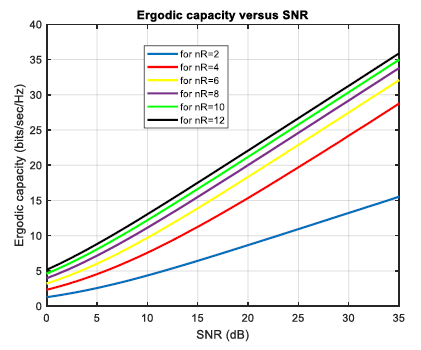 Ergodic capacity versus SNR
Ergodic capacity (bits/sec/Hz)
40
35
30
25
20
15
10
5
0
for nR=2
for nR=4
for nR=6
for nR=8
for nR=10
for nR=12
0 5 10 15 20 25 30 35
SNR (dB)